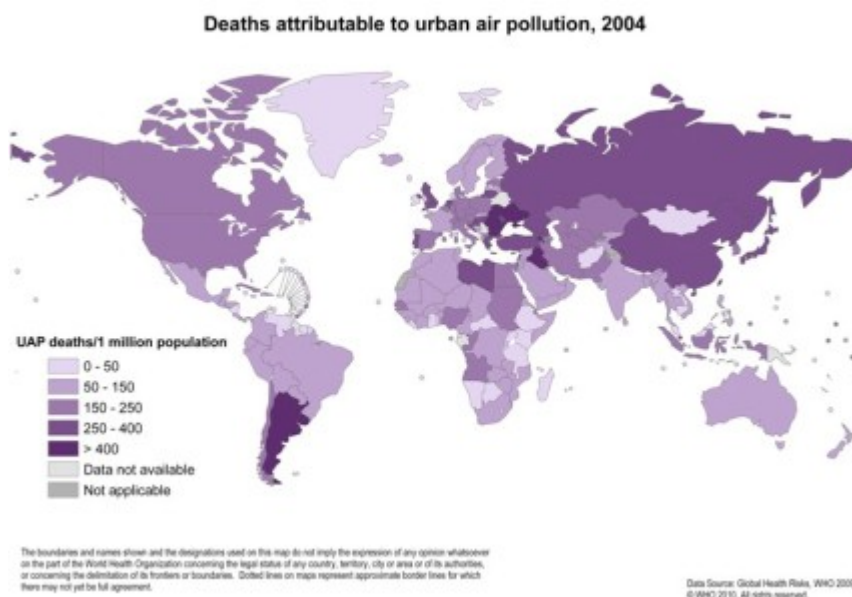 Deaths attributable to urban air pollution, 2004
UAP deaths/1 million population
0 - 50
50 - 150
150 - 250
250 - 400
> 400
Data not available
Not applicable
The boundaries and names shown and the designations used on this map do not imply the expression of any opinion whatsoever
on the part of the World Health Organization concerning the legal status of any country, territory, city or area or of its authorities,
or concerning the delimitation of its frontiers or boundaries. Dotted lines on maps represent approximate border lines for which
there may not yet be full agreement.
Data Source: Global Health Risks, WHO 2009
© WHO 2010. All rights reserved.